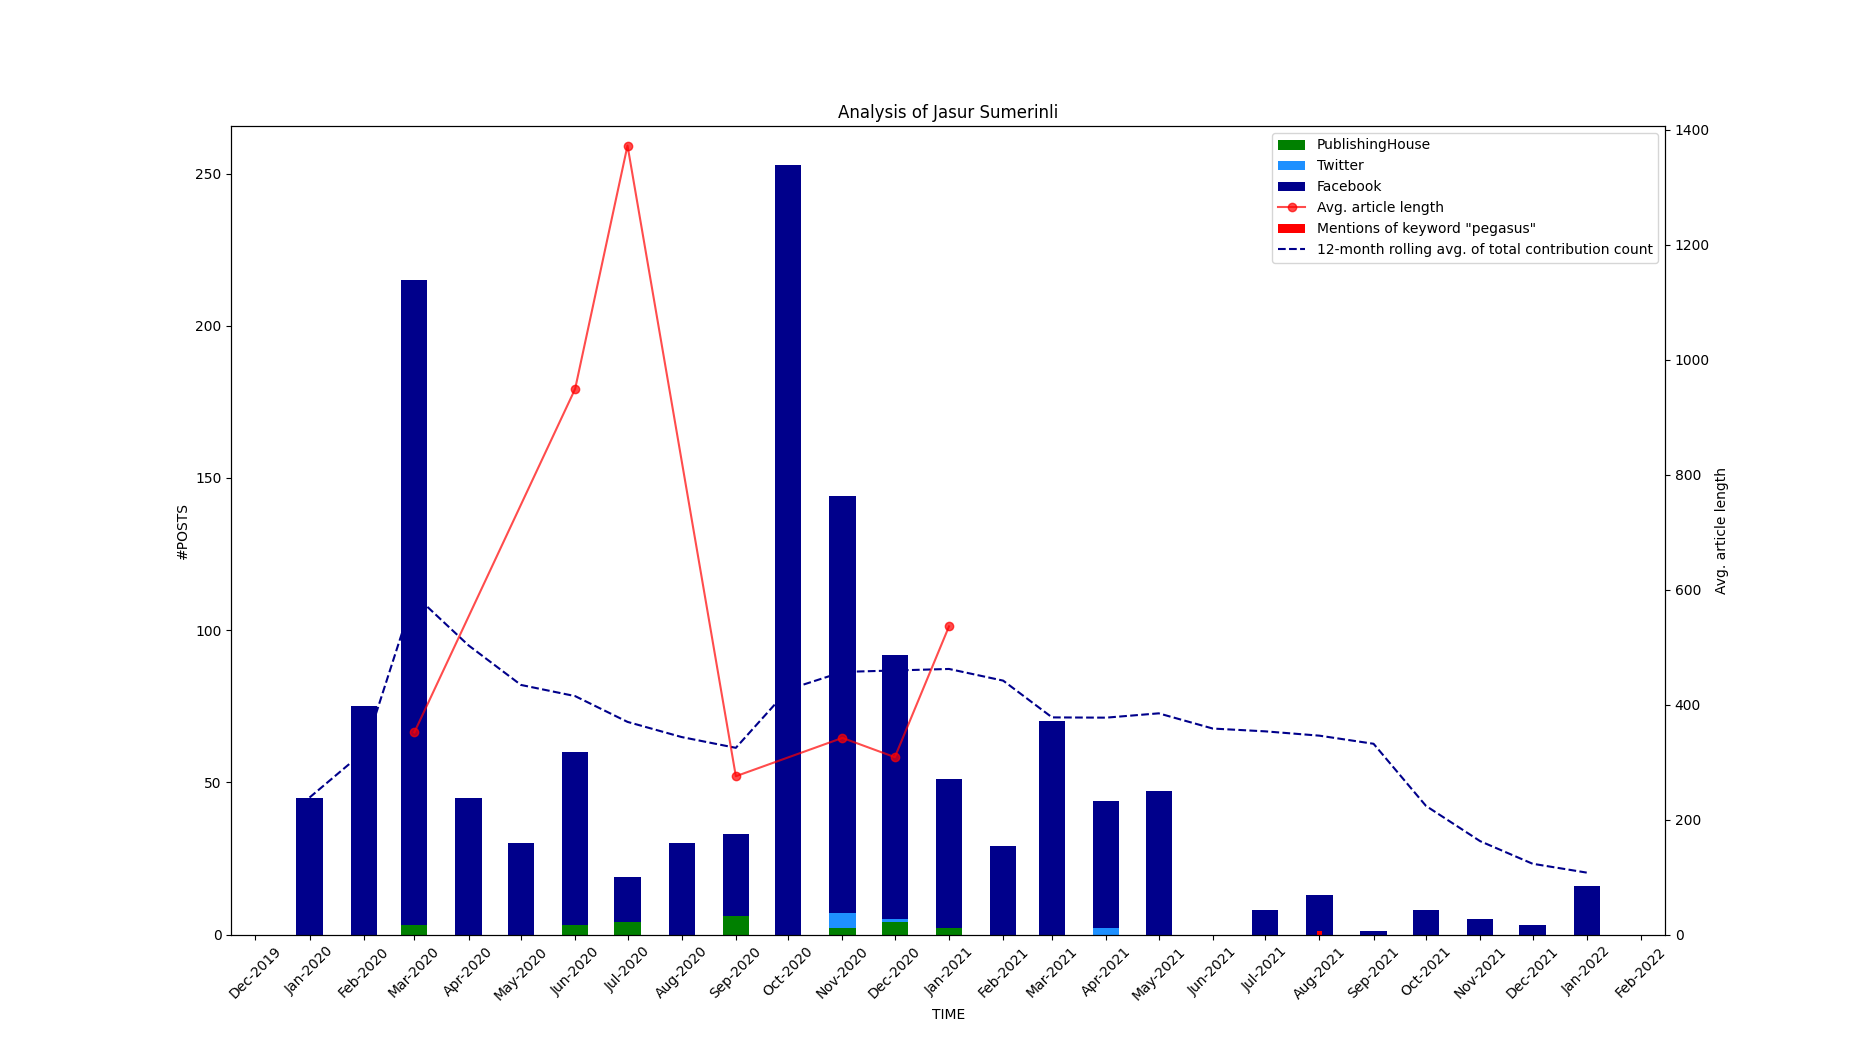 Analysis of Jasur Sumerinli
PublishingHouse
Twitter
Facebook
Avg. article length
Mentions of keyword "pegasus"
12-month rolling avg. of total contribution count
250
200
150
100
50
0
#POSTS
1400
1200
1000
800
600
400
200
0
Avg. article length
Dec-2019
Jan-2020
Feb-2020
Mar-2020
Apr-2020
May-2020
Jun-2020
Jul-2020
Aug-2020
Sep-2020
Oct-2020
Nov-2020
Dec-2020
Jan-2021
Feb-2021
Mar-2021
Apr-2021
May-2021
Jun-2021
Jul-2021
Aug-2021
Sep-2021
Oct-2021
Nov-2021
Dec-2021
Jan-2022
Feb-2022
TIME